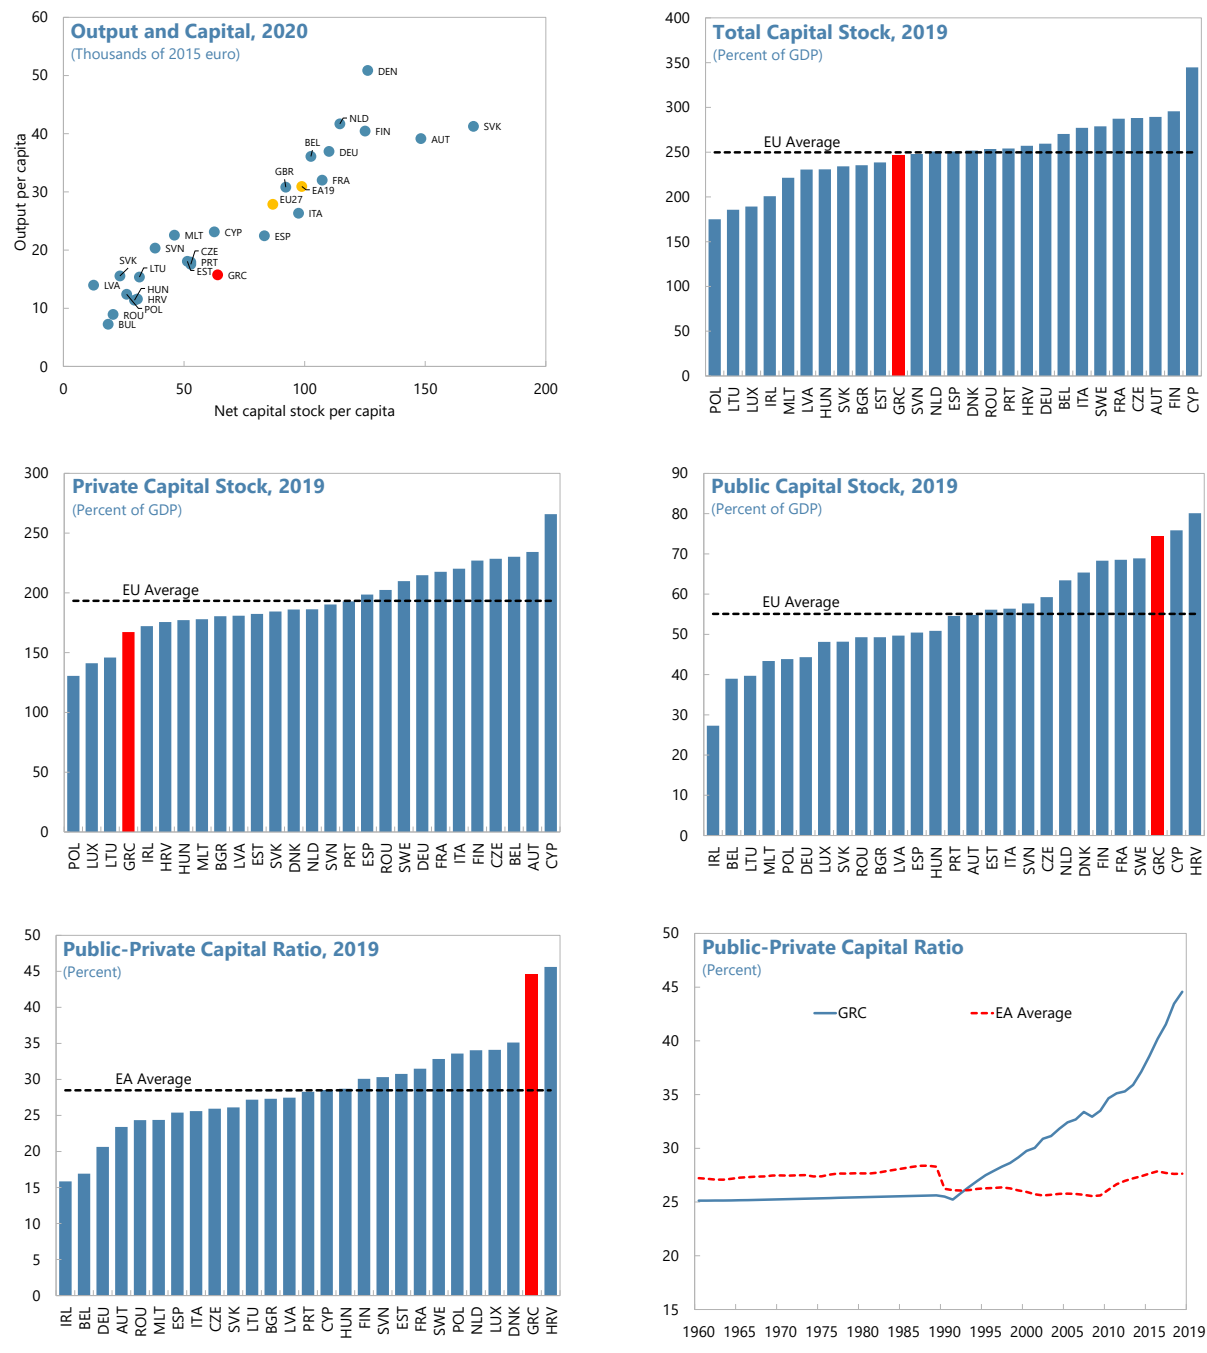 Output and Capital, 2020
(Thousands of 2015 euro)
Output per capita
60
50
40
30
20
10
0
DEN
NLD
FIN
SVK
AUT
BEL
DEU
GBR
FRA
EA19
EU27
ITA
MLT
CYP
ESP
SVN
CZE
SVK
PRT
LTU
EST
GRC
LVA
HUN
HRV
POL
ROU
BUL
0 50 100 150 200
Net capital stock per capita
Total Capital Stock, 2019
(Percent of GDP)
400
350
300
250
200
150
100
50
0
EU Average
POL LTU LUX IRL MLT LVA HUN SVK BGR EST GRC SVN NLD ESP DNK ROU PRT HRV DEU BEL ITA SWE FRA CZE AUT FIN CYP
Private Capital Stock, 2019
(Percent of GDP)
300
250
200
150
100
50
0
EU Average
POL LUX LTU GRC IRL HRV HUN MLT BGR LVA EST SVK DNK NLD SVN PRT ESP ROU SWE DEU FRA ITA FIN CZE BEL AUT CYP
Public Capital Stock, 2019
(Percent of GDP)
90
80
70
60
50
40
30
20
10
0
EU Average
IRL BEL LTU MLT POL DEU LUX SVK ROU BGR LVA ESP HUN PRT AUT EST ITA SVN CZE NLD DNK FIN FRA SWE GRC CYP HRV
Public-Private Capital Ratio, 2019
(Percent)
50
45
40
35
30
25
20
15
10
5
0
EA Average
IRL BEL DEU AUT ROU MLT ESP ITA CZE SVK LTU BGR LVA PRT CYP HUN FIN SVN EST FRA SWE POL NLD LUX DNK GRC HRV
Public-Private Capital Ratio
(Percent)
50
45
40
35
30
25
20
15
GRC
EA Average
1960 1965 1970 1975 1980 1985 1990 1995 2000 2005 2010 2015 2019